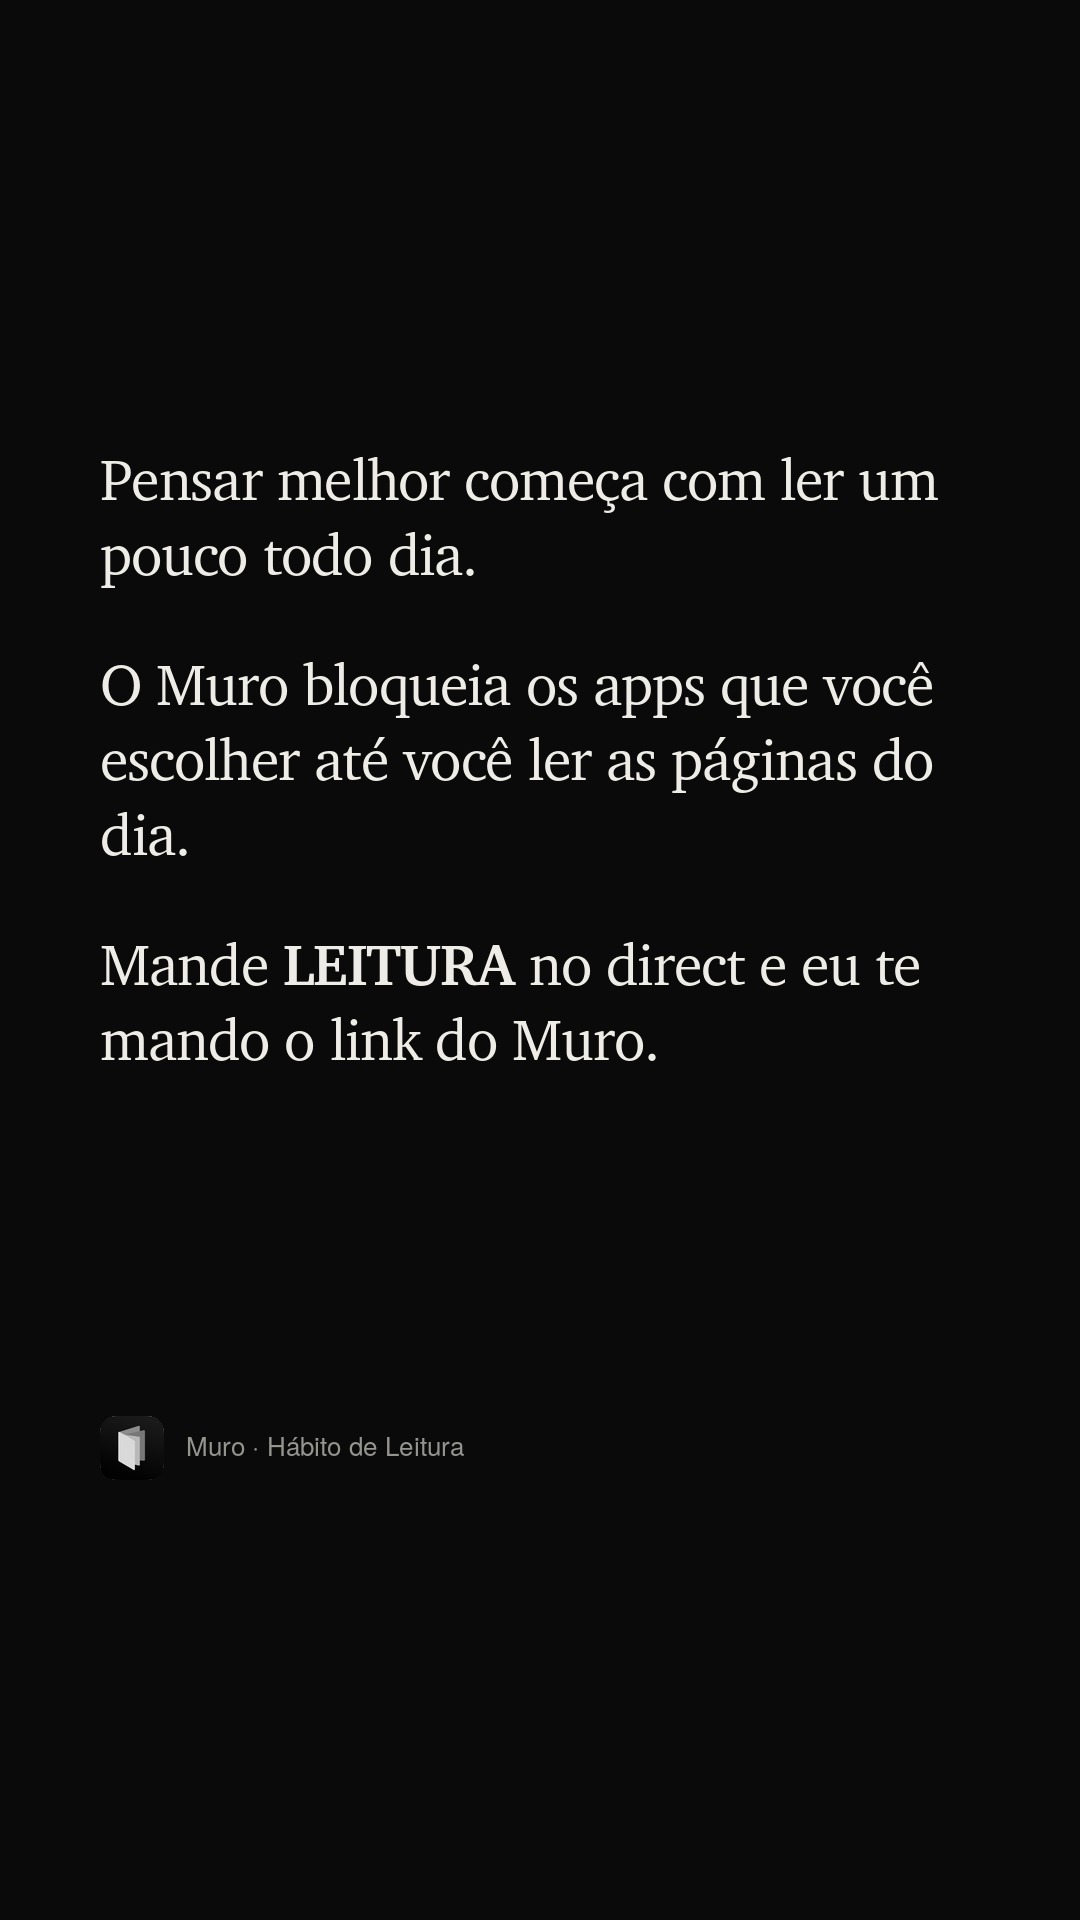 Pensar melhor começa com ler um
pouco todo dia.
O Muro bloqueia os apps que você
escolher até você ler as páginas do
dia.
Mande LEITURA no direct e eu te
mando o link do Muro.
Muro · Hábito de Leitura